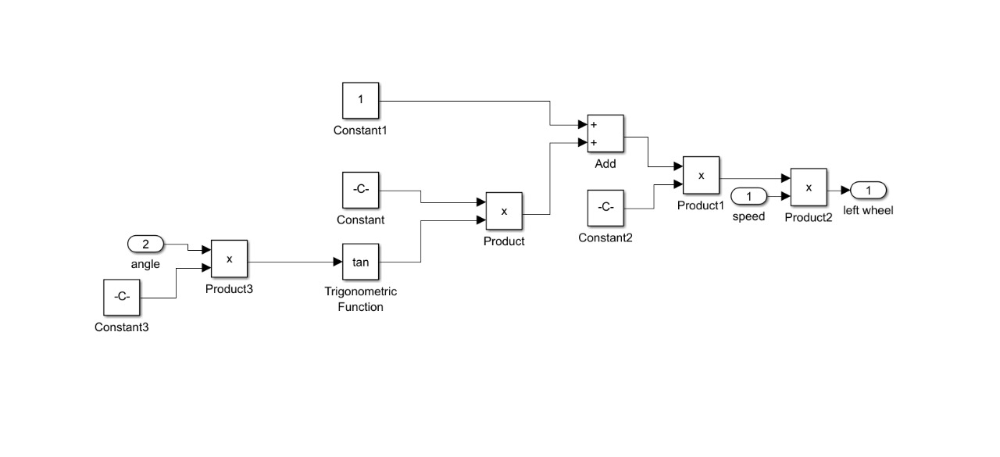 1
Constant1
+
+
Add
-C-
Constant
x
Product
x
Product1
-C-
Constant2
1
speed
x
Product2
1
left wheel
2
angle
x
Product3
-C-
Constant3
tan
Trigonometric
Function